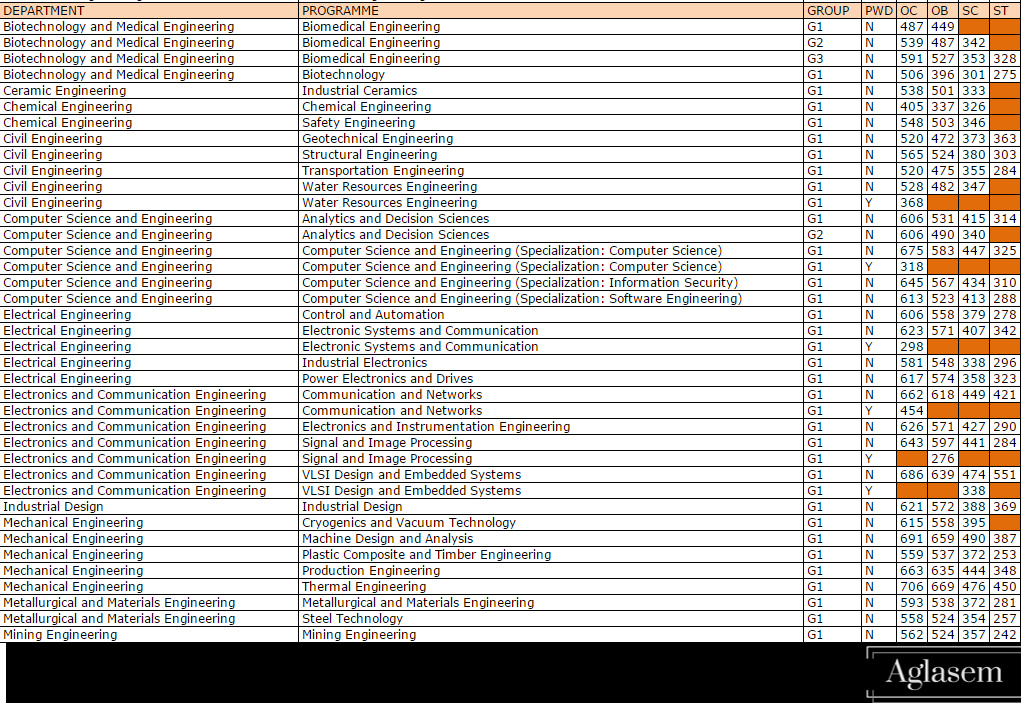 DEPARTMENT PROGRAMME GROUP PWD OC OB SC ST
Biotechnology and Medical Engineering Biomedical Engineering G1 N 487 449
Biotechnology and Medical Engineering Biomedical Engineering G2 N 539 487 342
Biotechnology and Medical Engineering Biomedical Engineering G3 N 591 527 353 328
Biotechnology and Medical Engineering Biotechnology G1 N 506 396 301 275
Ceramic Engineering Industrial Ceramics G1 N 538 501 333
Chemical Engineering Chemical Engineering G1 N 405 337 326
Chemical Engineering Safety Engineering G1 N 548 503 346
Civil Engineering Geotechnical Engineering G1 N 520 472 373 363
Civil Engineering Structural Engineering G1 N 565 524 380 303
Civil Engineering Transportation Engineering G1 N 520 475 355 284
Civil Engineering Water Resources Engineering G1 N 528 482 347
Civil Engineering Water Resources Engineering G1 Y 368
Computer Science and Engineering Analytics and Decision Sciences G1 N 606 531 415 314
Computer Science and Engineering Analytics and Decision Sciences G2 N 606 490 340
Computer Science and Engineering Computer Science and Engineering (Specialization: Computer Science) G1 N 675 583 447 325
Computer Science and Engineering Computer Science and Engineering (Specialization: Computer Science) G1 Y 318
Computer Science and Engineering Computer Science and Engineering (Specialization: Information Security) G1 N 645 567 434 310
Computer Science and Engineering Computer Science and Engineering (Specialization: Software Engineering) G1 N 613 523 413 288
Electrical Engineering Control and Automation G1 N 606 558 379 278
Electrical Engineering Electronic Systems and Communication G1 N 623 571 407 342
Electrical Engineering Electronic Systems and Communication G1 Y 298
Electrical Engineering Industrial Electronics G1 N 581 548 338 296
Electrical Engineering Power Electronics and Drives G1 N 617 574 358 323
Electronics and Communication Engineering Communication and Networks G1 N 662 618 449 421
Electronics and Communication Engineering Communication and Networks G1 Y 454
Electronics and Communication Engineering Electronics and Instrumentation Engineering G1 N 626 571 427 290
Electronics and Communication Engineering Signal and Image Processing G1 N 643 597 441 284
Electronics and Communication Engineering Signal and Image Processing G1 Y 276
Electronics and Communication Engineering VLSI Design and Embedded Systems G1 N 686 639 474 551
Electronics and Communication Engineering VLSI Design and Embedded Systems G1 Y 338
Industrial Design Industrial Design G1 N 621 572 388 369
Mechanical Engineering Cryogenics and Vacuum Technology G1 N 615 558 395
Mechanical Engineering Machine Design and Analysis G1 N 691 659 490 387
Mechanical Engineering Plastic Composite and Timber Engineering G1 N 559 537 372 253
Mechanical Engineering Production Engineering G1 N 663 635 444 348
Mechanical Engineering Thermal Engineering G1 N 706 669 476 450
Metallurgical and Materials Engineering Metallurgical and Materials Engineering G1 N 593 538 372 281
Metallurgical and Materials Engineering Steel Technology G1 N 558 524 354 257
Mining Engineering Mining Engineering G1 N 562 524 357 242
Aglasem